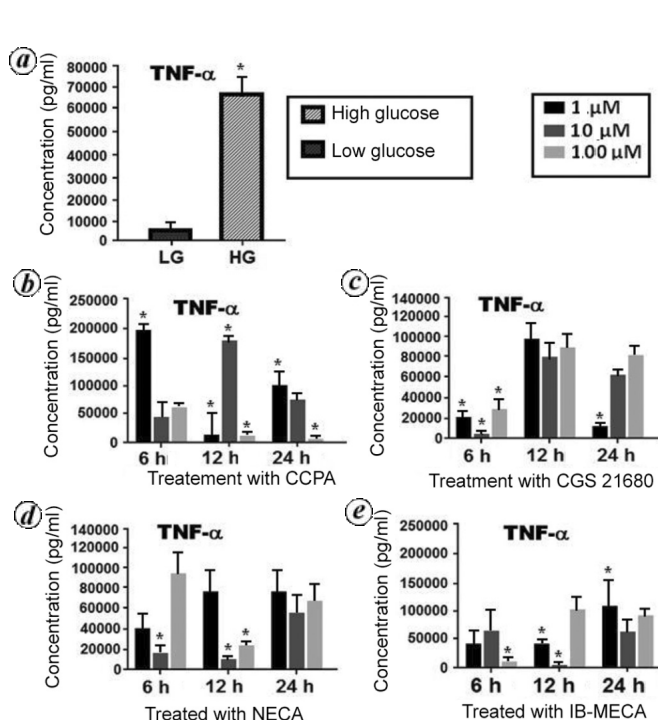 a
TNF-α
*
Concentration (pg/ml)
80000
70000
60000
50000
40000
30000
20000
10000
0
LG HG
High glucose
Low glucose
1 µM
10 µM
100 µM
b
TNF-α
Concentration (pg/ml)
250000
200000
150000
100000
50000
0
* * * * * *
6 h 12 h 24 h
Treatement with CCPA
c
TNF-α
Concentration (pg/ml)
140000
120000
100000
80000
60000
40000
20000
0
* * * *
6 h 12 h 24 h
Treatment with CGS 21680
d
TNF-α
Concentration (pg/ml)
140000
120000
100000
80000
60000
40000
20000
0
* * *
6 h 12 h 24 h
Treated with NECA
e
TNF-α
Concentration (pg/ml)
250000
200000
150000
100000
50000
0
* * * *
6 h 12 h 24 h
Treated with IB-MECA